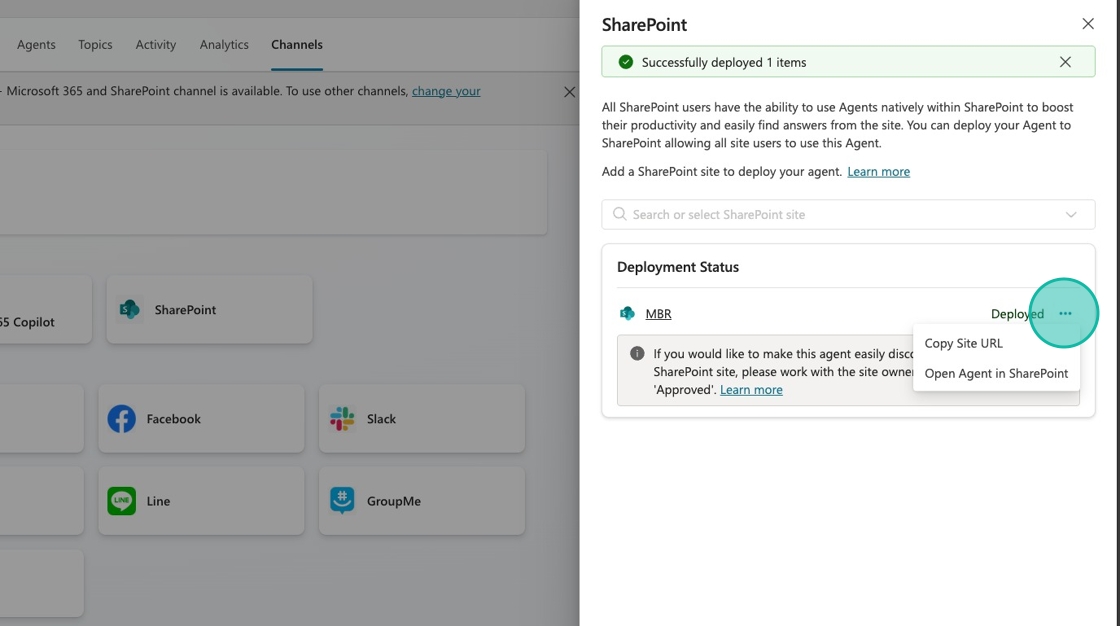 Agents Topics Activity Analytics Channels
Microsoft 365 and SharePoint channel is available. To use other channels, change your
65 Copilot
SharePoint
Facebook
Slack
Line
GroupMe
SharePoint
Successfully deployed 1 items
All SharePoint users have the ability to use Agents natively within SharePoint to boost
their productivity and easily find answers from the site. You can deploy your Agent to
SharePoint allowing all site users to use this Agent.
Add a SharePoint site to deploy your agent. Learn more
Search or select SharePoint site
Deployment Status
MBR Deployed
Copy Site URL
Open Agent in SharePoint
If you would like to make this agent easily
SharePoint site, please work with the site
'Approved'. Learn more